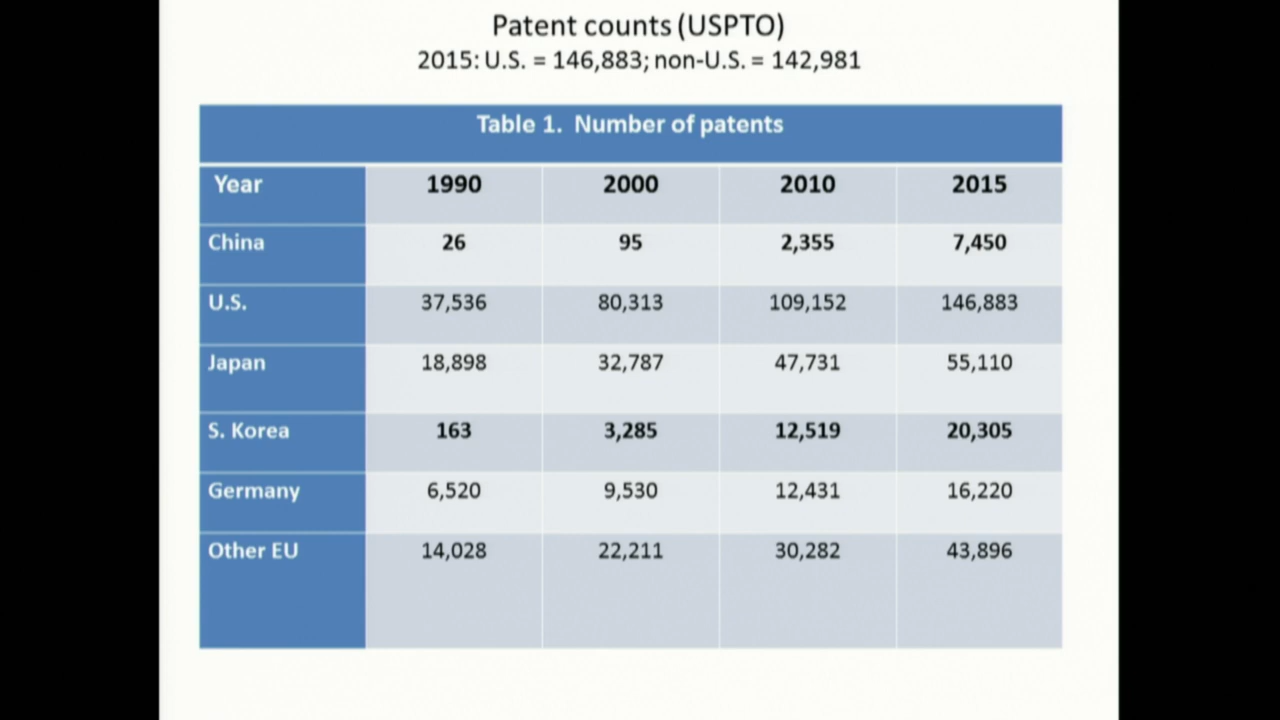 Patent counts (USPTO)
2015: U.S. = 146,883; non-U.S. = 142,981
Table 1. Number of patents
Year 1990 2000 2010 2015
China 26 95 2,355 7,450
U.S. 37,536 80,313 109,152 146,883
Japan 18,898 32,787 47,731 55,110
S. Korea 163 3,285 12,519 20,305
Germany 6,520 9,530 12,431 16,220
Other EU 14,028 22,211 30,282 43,896